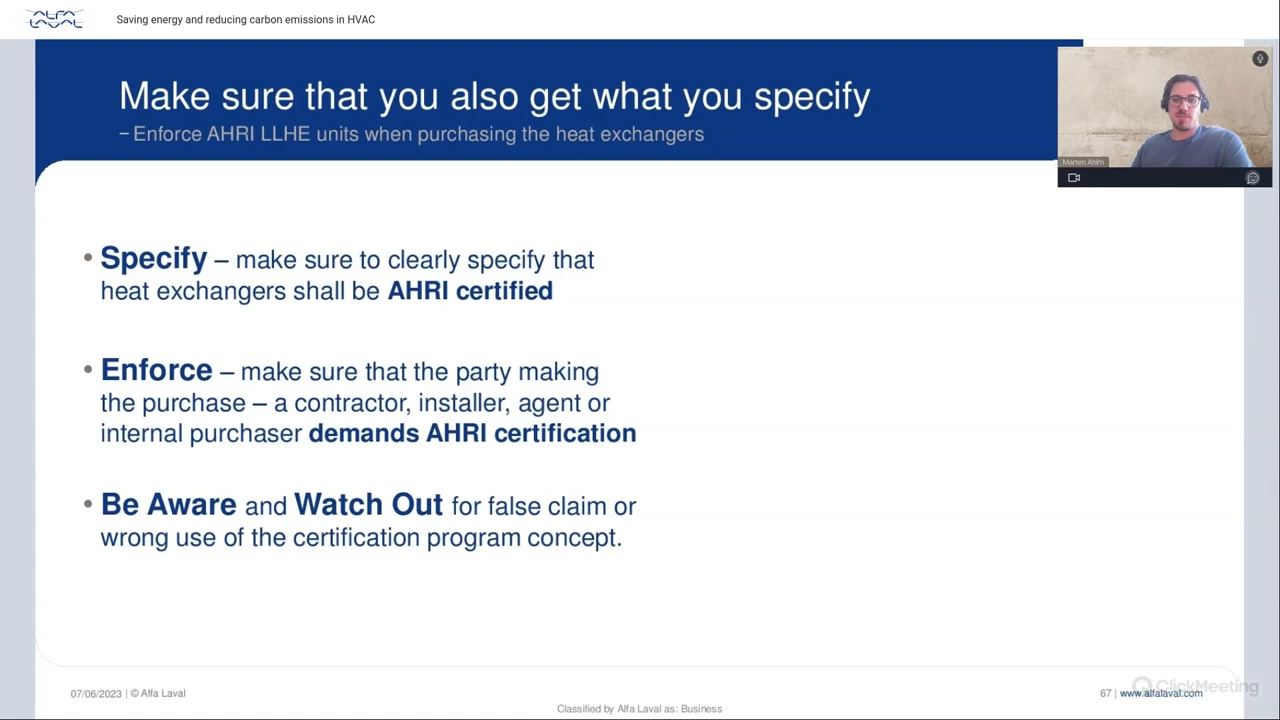 ALFA
LAVAL
Saving energy and reducing carbon emissions in HVAC
Make sure that you also get what you specify
– Enforce AHRI LLHE units when purchasing the heat exchangers
Marten Ahlm
• Specify – make sure to clearly specify that
heat exchangers shall be AHRI certified
• Enforce – make sure that the party making
the purchase – a contractor, installer, agent or
internal purchaser demands AHRI certification
• Be Aware and Watch Out for false claim or
wrong use of the certification program concept.
07/06/2023 | © Alfa Laval
67 | www.alfalaval.com
ClickMeeting
Classified by Alfa Laval as: Business